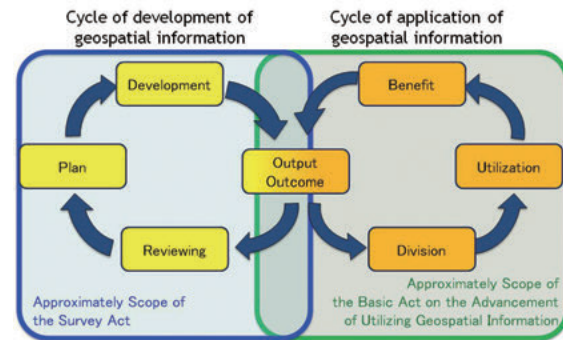 Cycle of development of
geospatial information
Cycle of application of
geospatial information
Development
Benefit
Plan
Output
Outcome
Utilization
Reviewing
Division
Approximately Scope of
the Survey Act
Approximately Scope of
the Basic Act on the Advancement
of Utilizing Geospatial Information